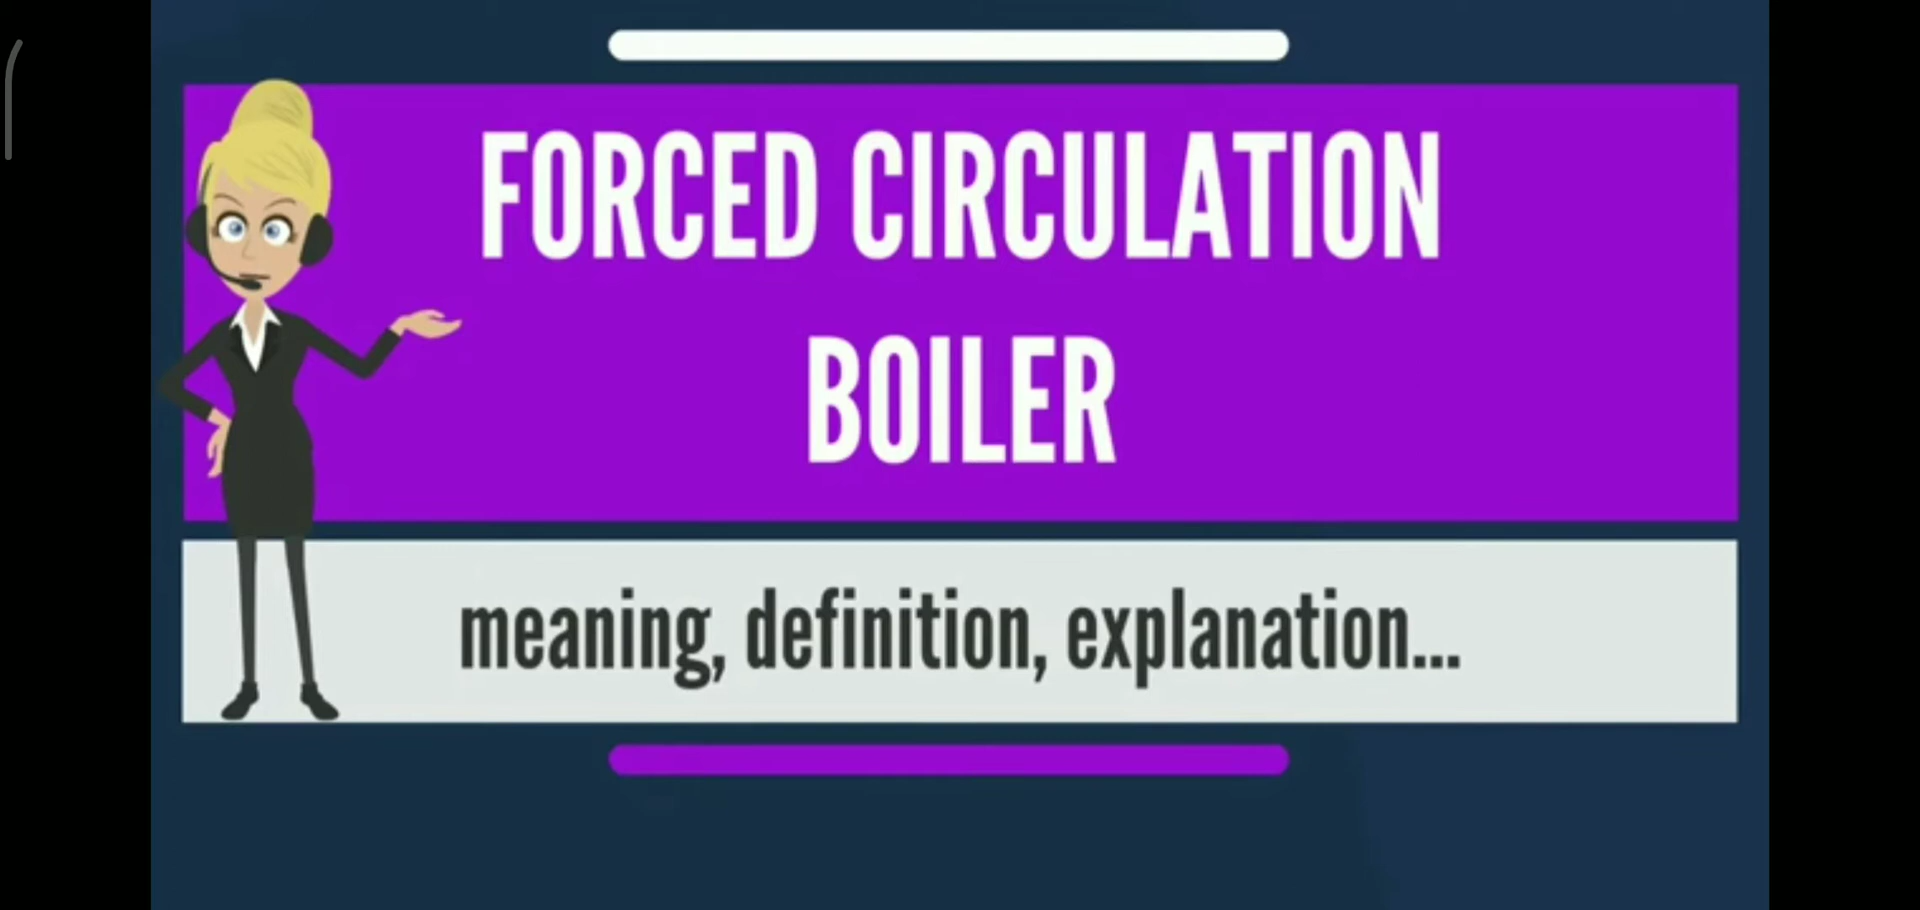 FORCED CIRCULATION
BOILER
meaning, definition, explanation...